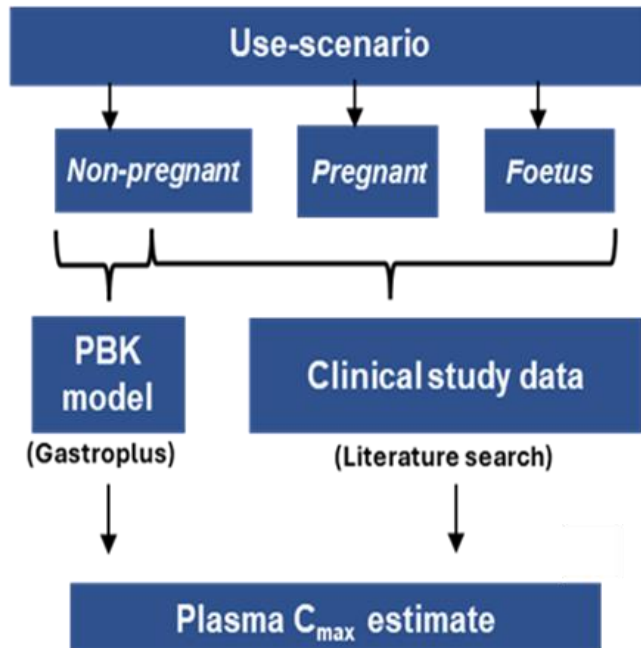 Use-scenario
Non-pregnant
Pregnant
Foetus
PBK
model
Clinical study data
(Gastroplus)
(Literature search)
Plasma Cmax estimate